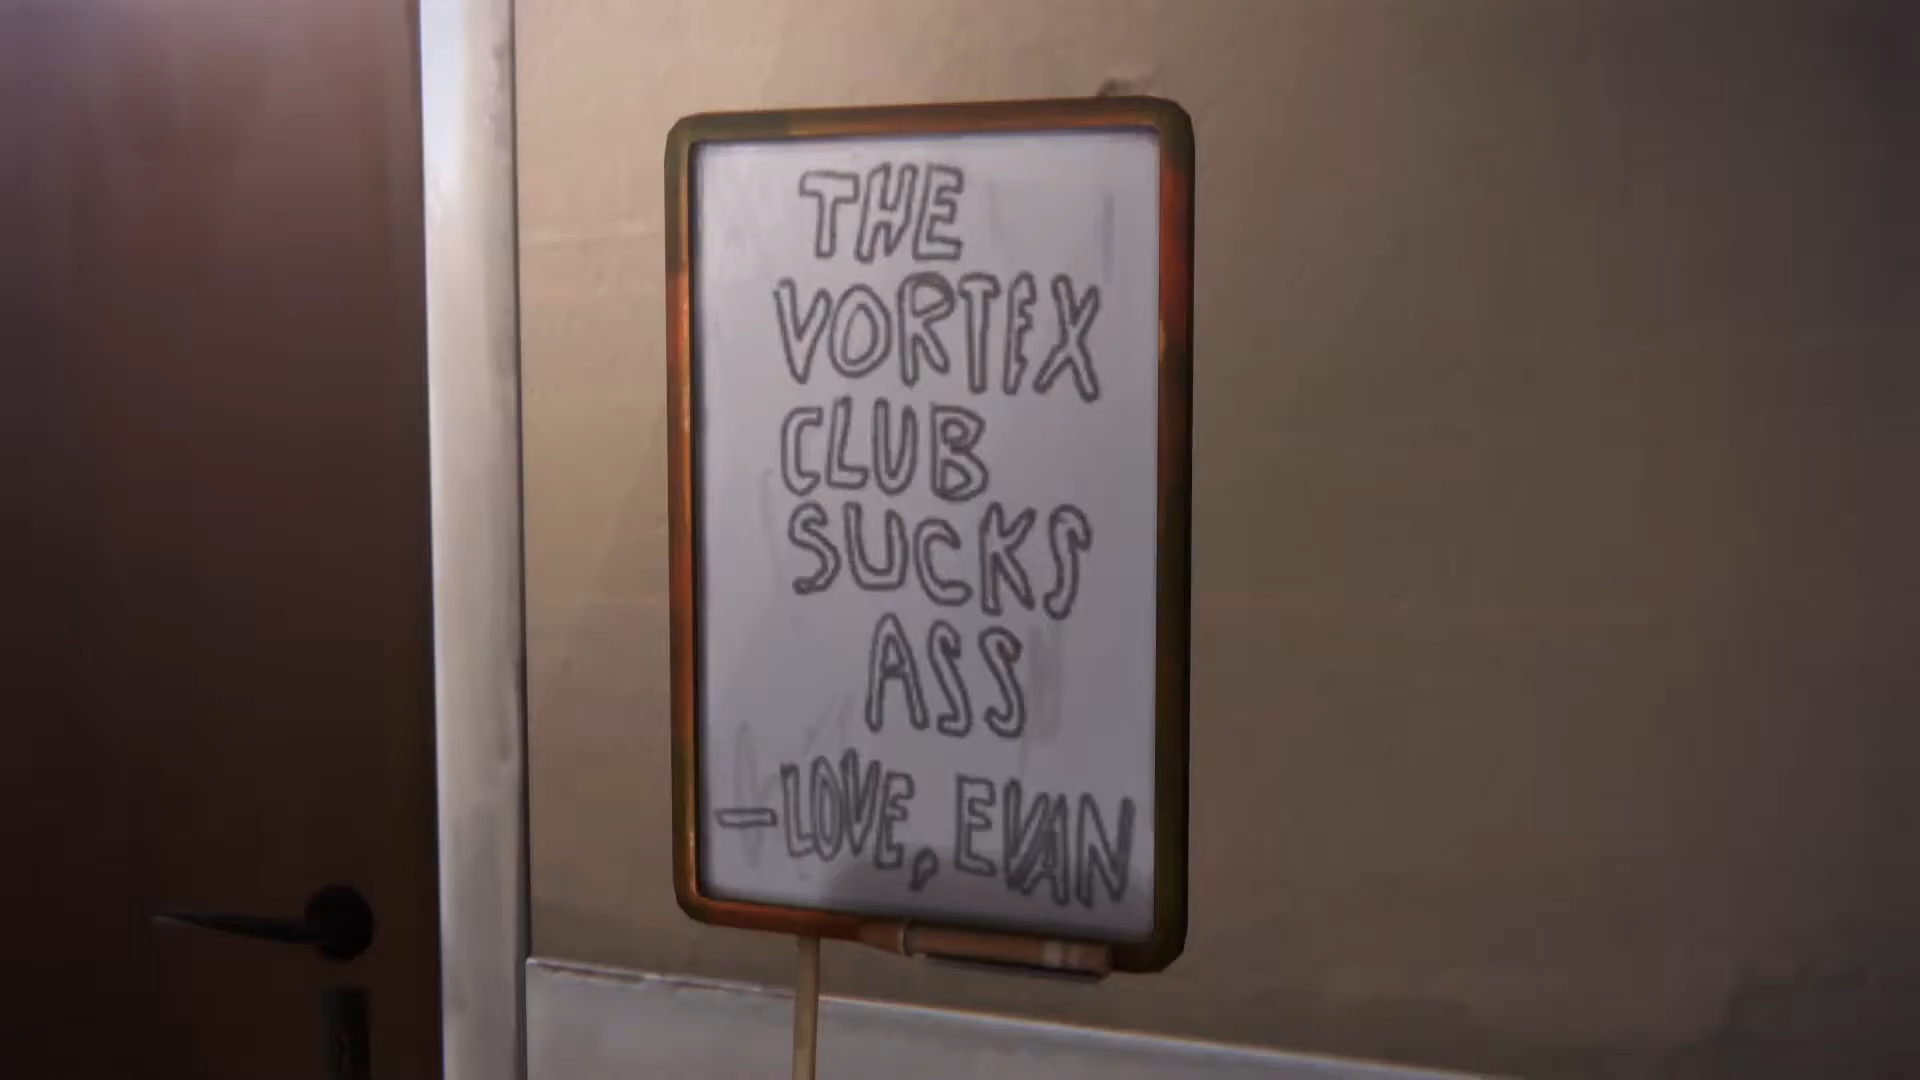 THE
VORTEX
CLUB
SUCKS
ASS
—LOVE, EVAN